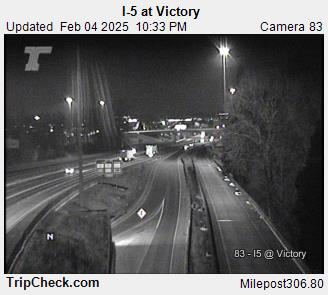 I-5 at Victory
Updated Feb 04 2025 10:33 PM Camera 83
T
N
83 - I5 @ Victory
TripCheck.com Milepost306.80